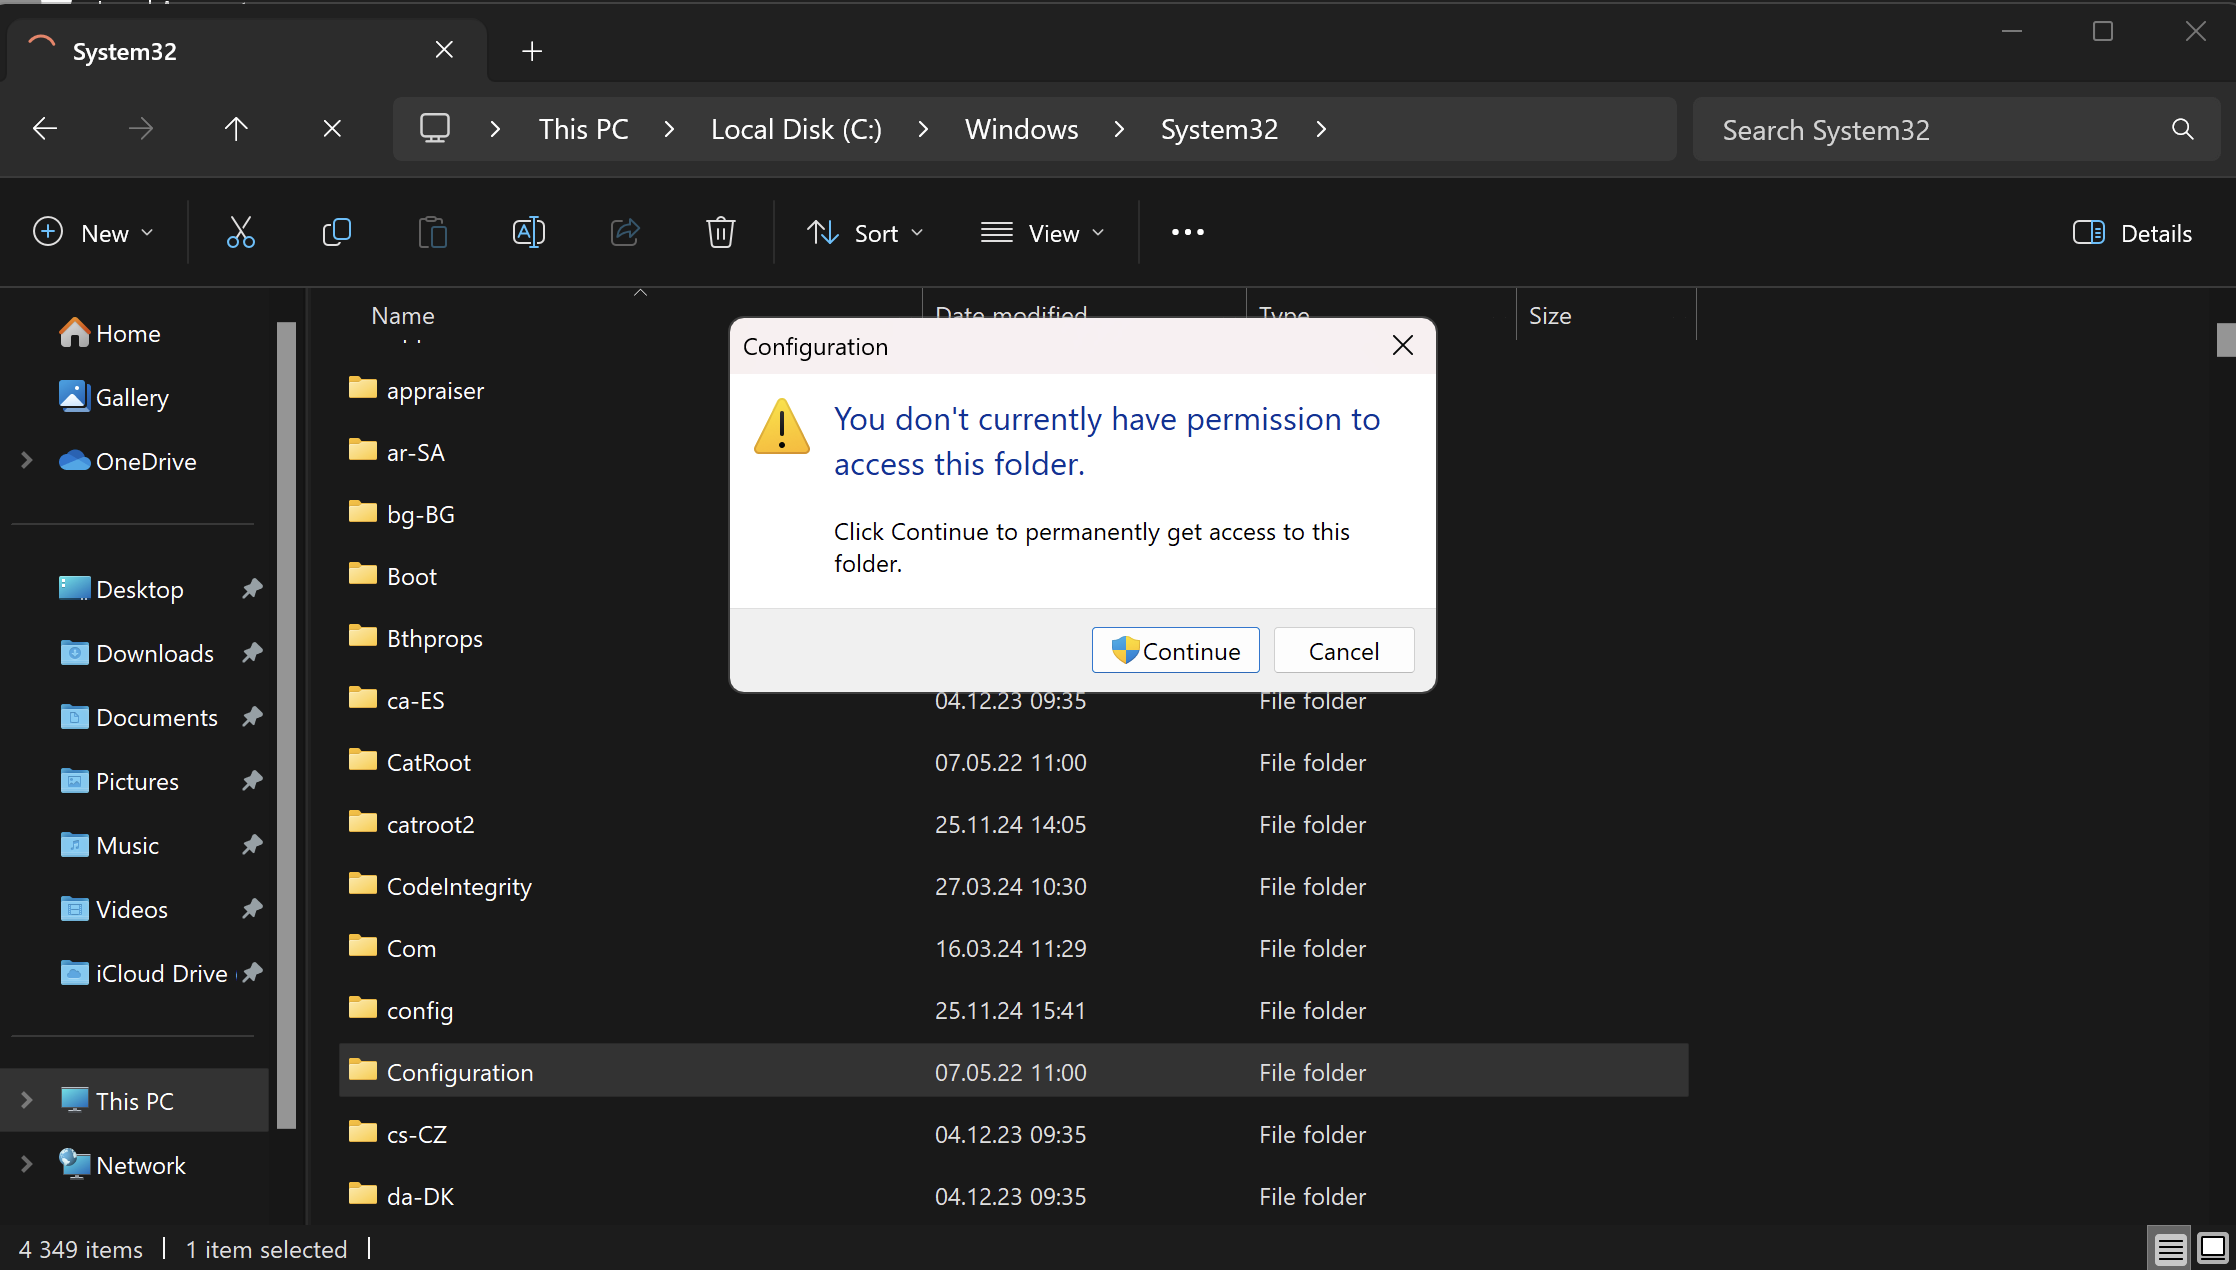 System32
This PC
Local Disk (C:)
Windows
System32
Search System32
New
Sort
View
Details
Home
Gallery
OneDrive
Desktop
Downloads
Documents
Pictures
Music
Videos
iCloud Drive
This PC
Network
Name
Date modified
Type
Size
appraiser
ar-SA
bg-BG
Boot
Bthprops
ca-ES 04.12.23 09:35 File folder
CatRoot 07.05.22 11:00 File folder
catroot2 25.11.24 14:05 File folder
CodeIntegrity 27.03.24 10:30 File folder
Com 16.03.24 11:29 File folder
config 25.11.24 15:41 File folder
Configuration 07.05.22 11:00 File folder
cs-CZ 04.12.23 09:35 File folder
da-DK 04.12.23 09:35 File folder
Configuration
You don't currently have permission to
access this folder.
Click Continue to permanently get access to this
folder.
Continue
Cancel
4 349 items
1 item selected